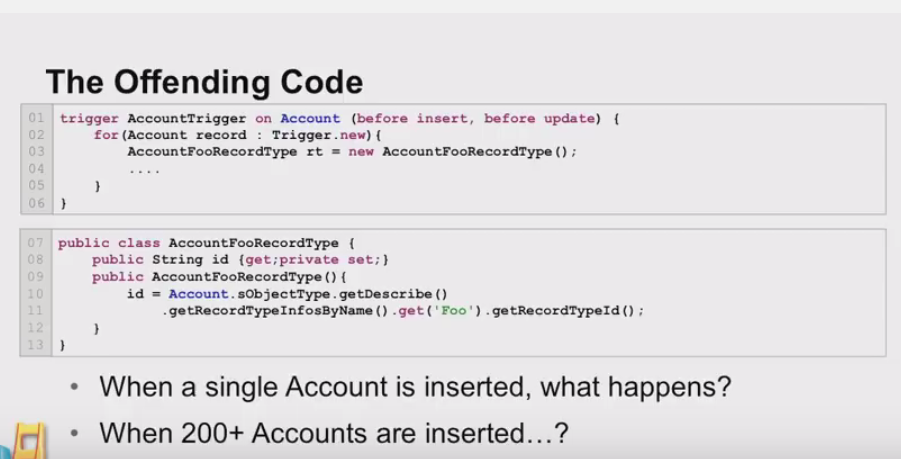 The Offending Code
01 trigger AccountTrigger on Account (before insert, before update) {
02 for(Account record : Trigger.new){
03 AccountFooRecordType rt = new AccountFooRecordType();
04 ....
05 }
06 }
07 public class AccountFooRecordType {
08 public String id {get;private set;}
09 public AccountFooRecordType(){
10 id = Account.sObjectType.getDescribe()
11 .getRecordTypeInfosByName().get('Foo').getRecordTypeId();
12 }
13 }
• When a single Account is inserted, what happens?
• When 200+ Accounts are inserted…?